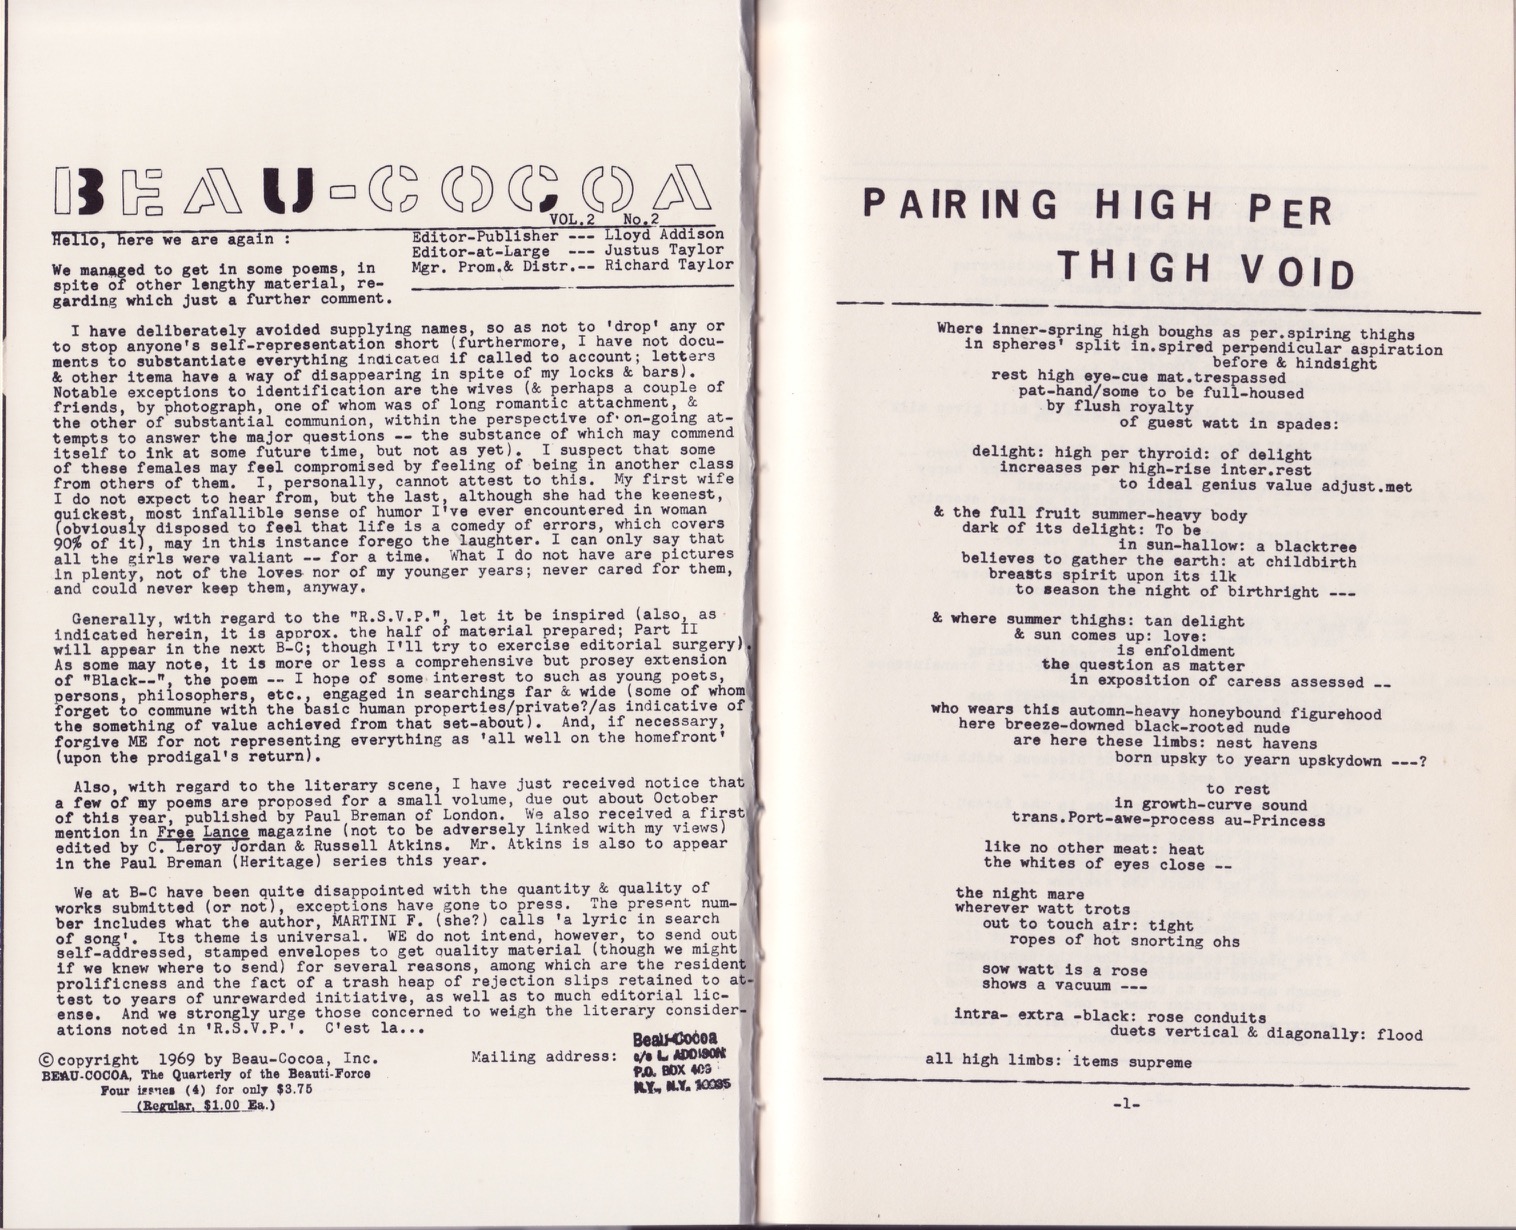 BEAU-COCOA
VOL.2 No.2
Hello, here we are again :
Editor-Publisher --- Lloyd Addison
Editor-at-Large --- Justus Taylor
Mgr. Prom.& Distr.-- Richard Taylor
We managed to get in some poems, in
spite of other lengthy material, re-
garding which just a further comment.
I have deliberately avoided supplying names, so as not to 'drop' any or
to stop anyone's self-representation short (furthermore, I have not docu-
ments to substantiate everything indicated if called to account; letters
& other itema have a way of disappearing in spite of my locks & bars).
Notable exceptions to identification are the wives (& perhaps a couple of
friends, by photograph, one of whom was of long romantic attachment, &
the other of substantial communion, within the perspective of on-going at-
tempts to answer the major questions -- the substance of which may commend
itself to ink at some future time, but not as yet). I suspect that some
of these females may feel compromised by feeling of being in another class
from others of them. I, personally, cannot attest to this. My first wife
I do not expect to hear from, but the last, although she had the keenest,
quickest, most infallible sense of humor I've ever encountered in woman
(obviously disposed to feel that life is a comedy of errors, which covers
90% of it), may in this instance forego the laughter. I can only say that
all the girls were valiant -- for a time. What I do not have are pictures
in plenty, not of the loves nor of my younger years; never cared for them,
and could never keep them, anyway.
Generally, with regard to the "R.S.V.P.", let it be inspired (also, as
indicated herein, it is approx. the half of material prepared; Part II
will appear in the next B-C; though I'll try to exercise editorial surgery).
As some may note, it is more or less a comprehensive but prosey extension
of "Black--", the poem -- I hope of some interest to such as young poets,
persons, philosophers, etc., engaged in searchings far & wide (some of whom
forget to commune with the basic human properties/private?/as indicative of
the something of value achieved from that set-about). And, if necessary,
forgive ME for not representing everything as 'all well on the homefront'
(upon the prodigal's return).
Also, with regard to the literary scene, I have just received notice that
a few of my poems are proposed for a small volume, due out about October
of this year, published by Paul Breman of London. We also received a first
mention in Free Lance magazine (not to be adversely linked with my views)
edited by C. Leroy Jordan & Russell Atkins. Mr. Atkins is also to appear
in the Paul Breman (Heritage) series this year.
We at B-C have been quite disappointed with the quantity & quality of
works submitted (or not), exceptions have gone to press. The present num-
ber includes what the author, MARTINI F. (she?) calls 'a lyric in search
of song'. Its theme is universal. WE do not intend, however, to send out
self-addressed, stamped envelopes to get quality material (though we might
if we knew where to send) for several reasons, among which are the resident
prolificness and the fact of a trash heap of rejection slips retained to at-
test to years of unrewarded initiative, as well as to much editorial lic-
ense. And we strongly urge those concerned to weigh the literary consider-
ations noted in 'R.S.V.P.'. C'est la...
© copyright 1969 by Beau-Cocoa, Inc.
BEAU-COCOA, The Quarterly of the Beauti-Force
Four issues (4) for only $3.75
(Regular, $1.00 Ea.)
Mailing address:
Beau-Cocoa
c/o L. ADDISON
P.O. BOX 409
N.Y., N.Y. 10035
PAIRING HIGH PER
THIGH VOID
Where inner-spring high boughs as per.spiring thighs
in spheres' split in.spired perpendicular aspiration
before & hindsight
rest high eye-cue mat.trespassed
pat-hand/some to be full-housed
by flush royalty
of guest watt in spades:
delight: high per thyroid: of delight
increases per high-rise inter.rest
to ideal genius value adjust.met
& the full fruit summer-heavy body
dark of its delight: To be
in sun-hallow: a blacktree
believes to gather the earth: at childbirth
breasts spirit upon its ilk
to season the night of birthright ---
& where summer thighs: tan delight
& sun comes up: love:
is enfoldment
the question as matter
in exposition of caress assessed --
who wears this automn-heavy honeybound figurehood
here breeze-downed black-rooted nude
are here these limbs: nest havens
born upsky to yearn upskydown ---?
to rest
in growth-curve sound
trans.Port-awe-process au-Princess
like no other meat: heat
the whites of eyes close --
the night mare
wherever watt trots
out to touch air: tight
ropes of hot snorting ohs
sow watt is a rose
shows a vacuum ---
intra- extra -black: rose conduits
duets vertical & diagonally: flood
all high limbs: items supreme
-1-